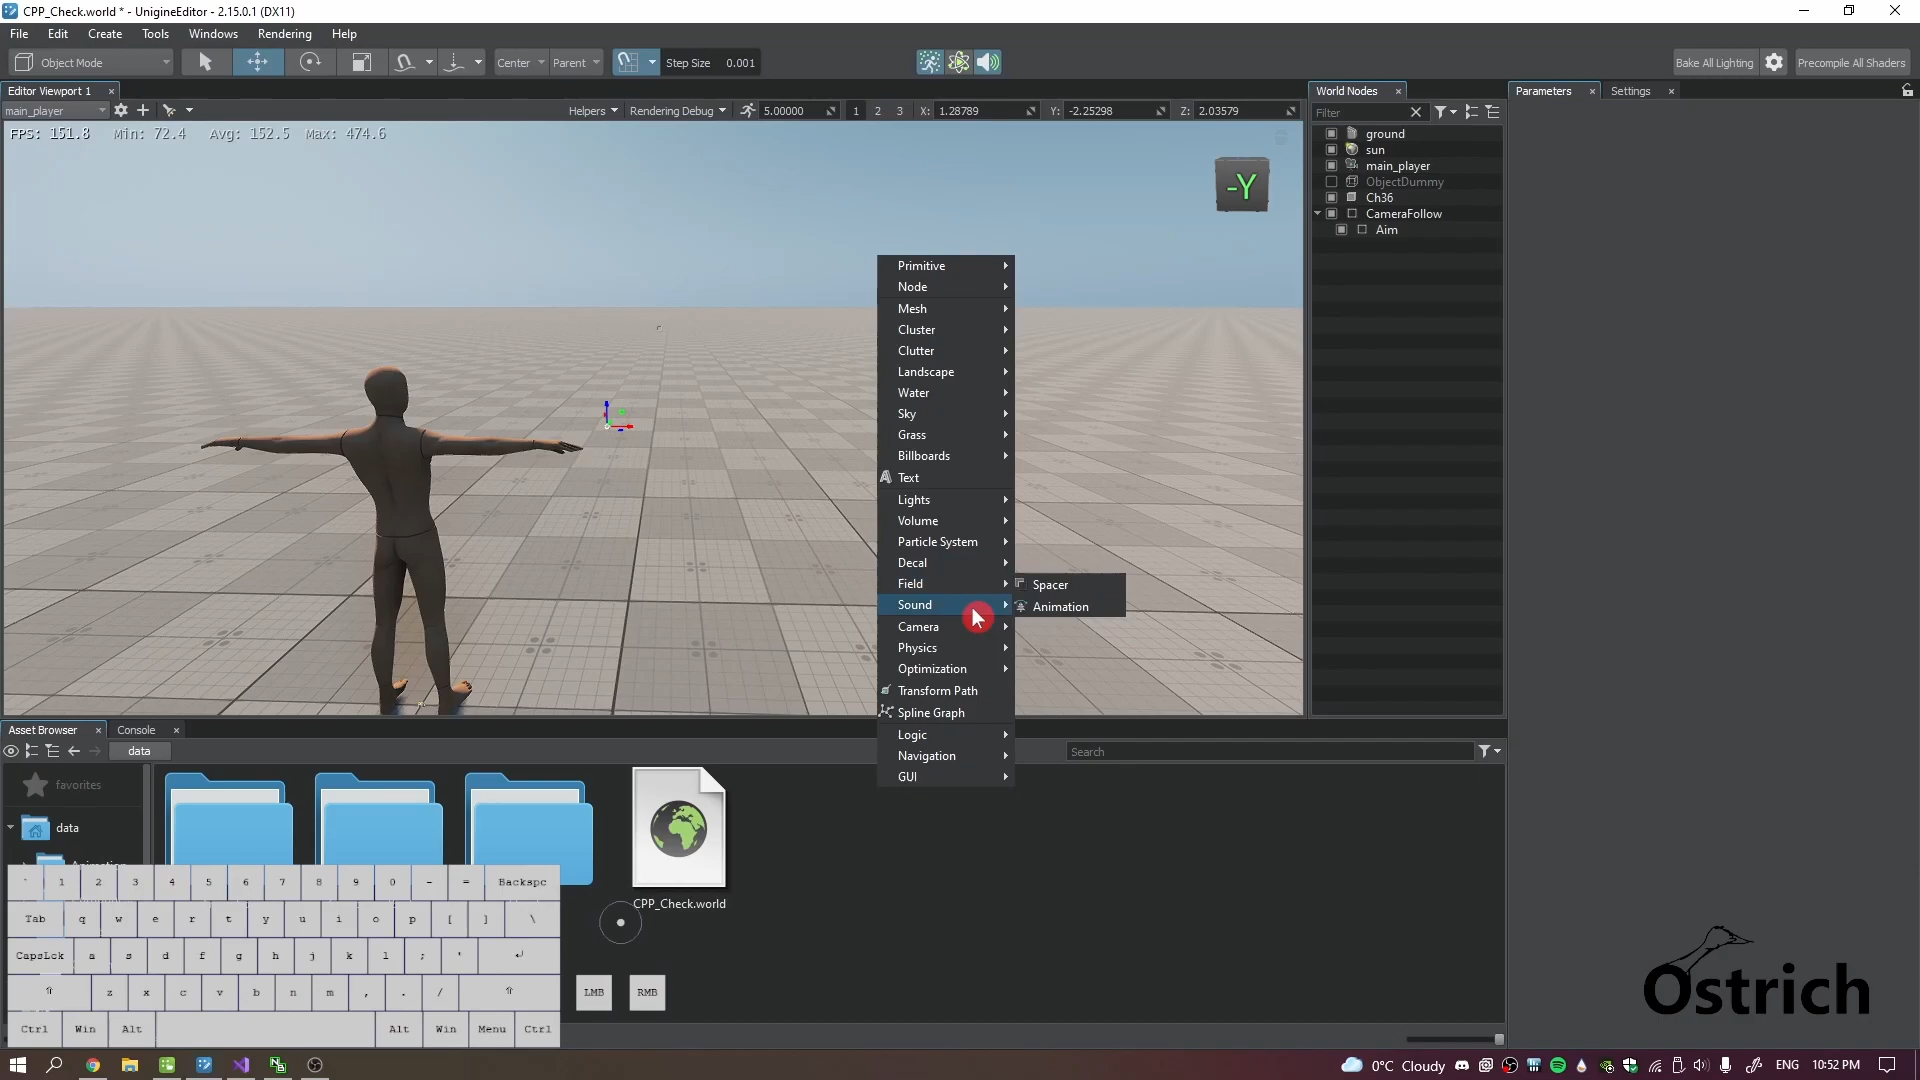 CPP_Check.world * - UnigineEditor - 2.15.0.1 (DX11)
File Edit Create Tools Windows Rendering Help
Object Mode
Center
Parent
Step Size 0.001
Bake All Lighting
Precompile All Shaders
Editor Viewport 1
main_player
Helpers
Rendering Debug
5.00000
1 2 3
X: 1.28789
Y: -2.25298
Z: 2.03579
FPS: 151.8 Min: 72.4 Avg: 152.5 Max: 474.6
-Y
World Nodes
Filter
ground
sun
main_player
ObjectDummy
Ch36
CameraFollow
Aim
Parameters
Settings
Primitive
Node
Mesh
Cluster
Clutter
Landscape
Water
Sky
Grass
Billboards
Text
Lights
Volume
Particle System
Decal
Field
Sound
Camera
Physics
Optimization
Transform Path
Spline Graph
Logic
Navigation
GUI
Spacer
Animation
Asset Browser
Console
data
Search
favorites
data
Animation
CPP_Check.world
` 1 2 3 4 5 6 7 8 9 0 - = Backspc
Tab q w e r t y u i o p [ ] \
CapsLck a s d f g h j k l ; ' ↵
⇧ z x c v b n m , . / ⇧
Ctrl Win Alt Alt Win Menu Ctrl
LMB RMB
Ostrich
0°C Cloudy
ENG
10:52 PM